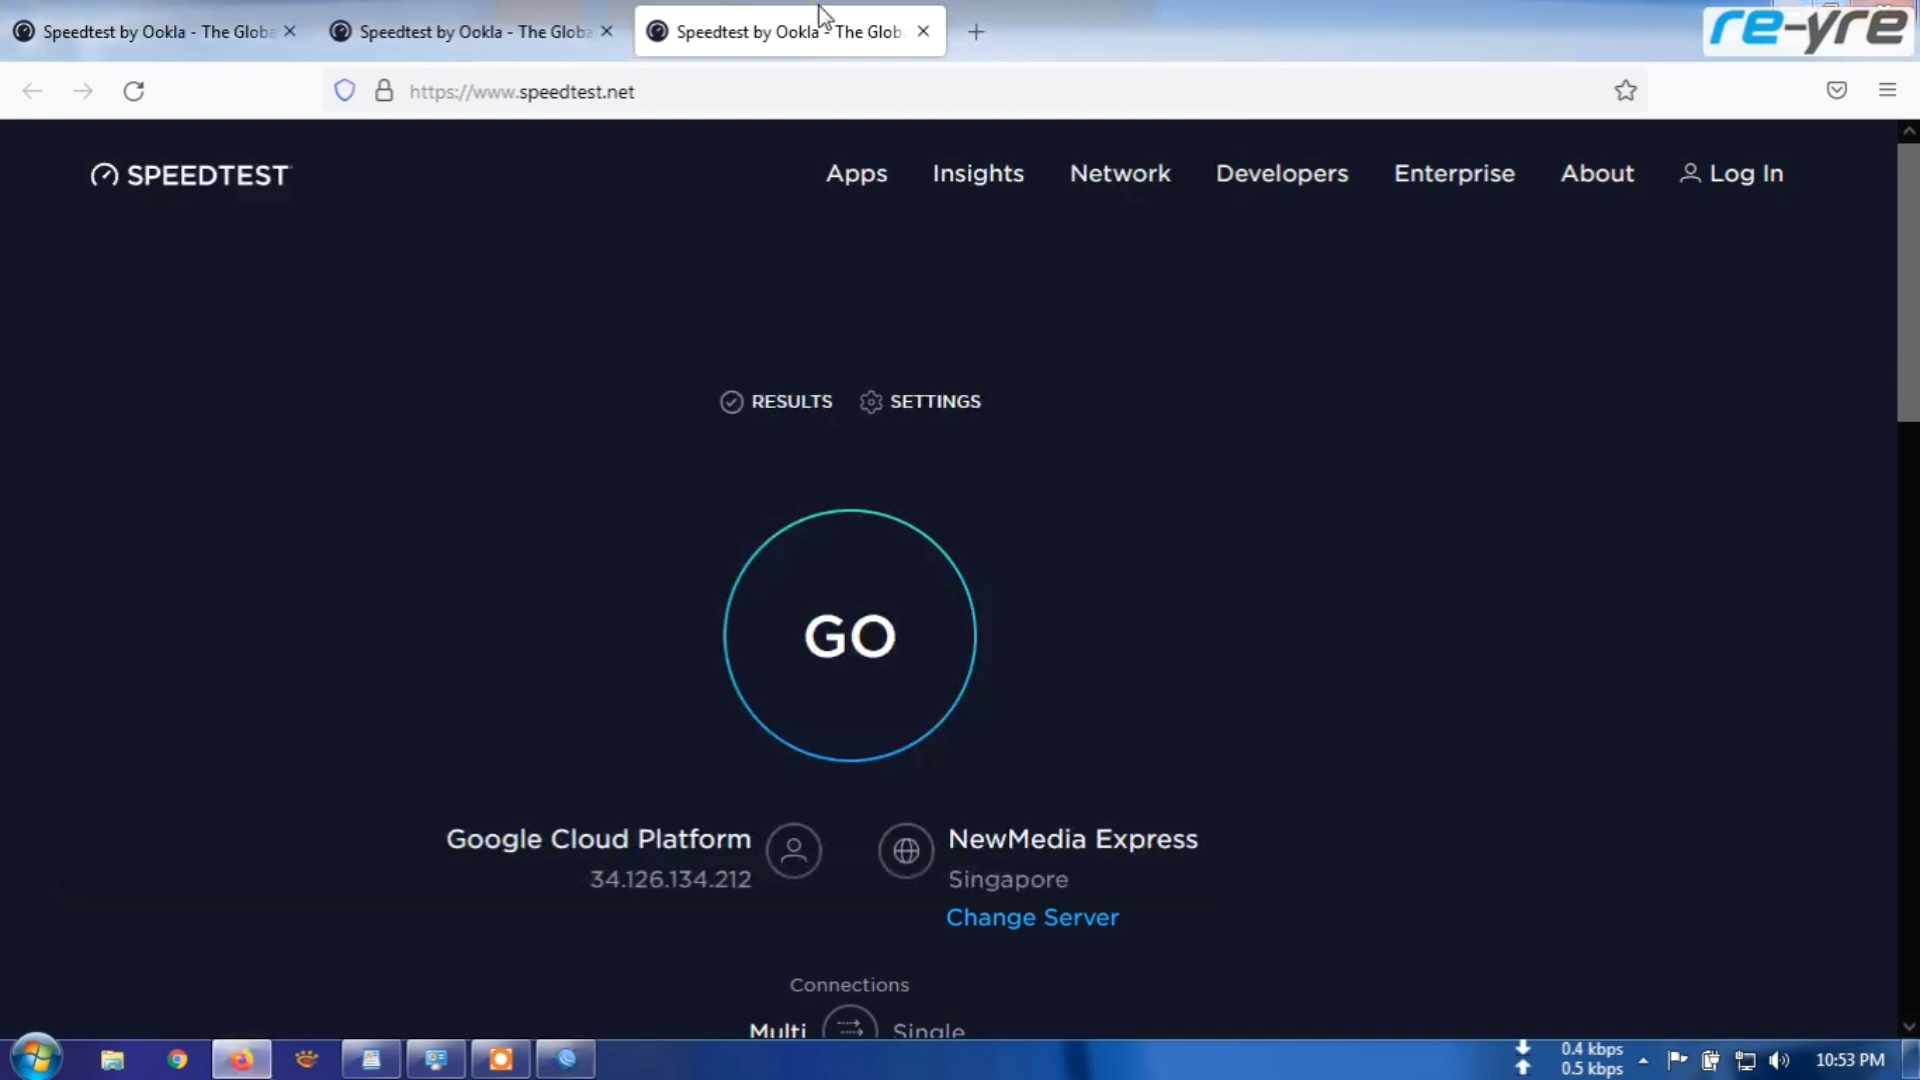 Speedtest by Ookla - The Globa
Speedtest by Ookla - The Globa
Speedtest by Ookla - The Glob
re-yre
https://www.speedtest.net
SPEEDTEST
Apps
Insights
Network
Developers
Enterprise
About
Log In
RESULTS
SETTINGS
GO
Google Cloud Platform
34.126.134.212
NewMedia Express
Singapore
Change Server
Connections
Multi
Single
0.4 kbps
0.5 kbps
10:53 PM